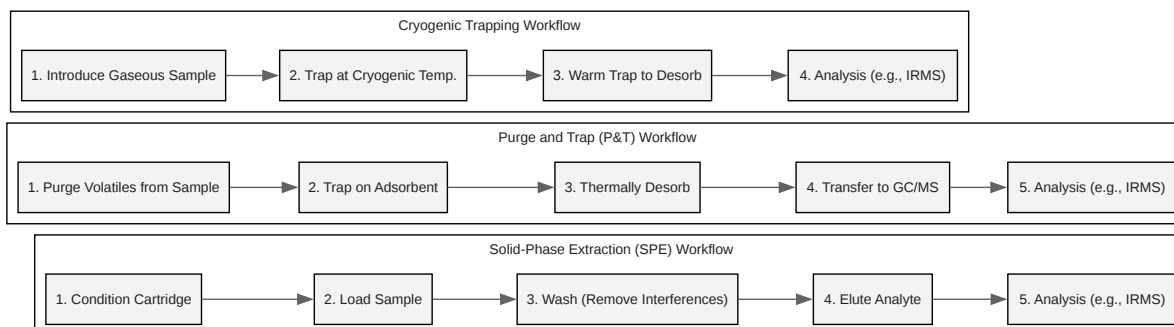 Cryogenic Trapping Workflow
1. Introduce Gaseous Sample
2. Trap at Cryogenic Temp.
3. Warm Trap to Desorb
4. Analysis (e.g., IRMS)
Purge and Trap (P&T) Workflow
1. Purge Volatiles from Sample
2. Trap on Adsorbent
3. Thermally Desorb
4. Transfer to GC/MS
5. Analysis (e.g., IRMS)
Solid-Phase Extraction (SPE) Workflow
1. Condition Cartridge
2. Load Sample
3. Wash (Remove Interferences)
4. Elute Analyte
5. Analysis (e.g., IRMS)